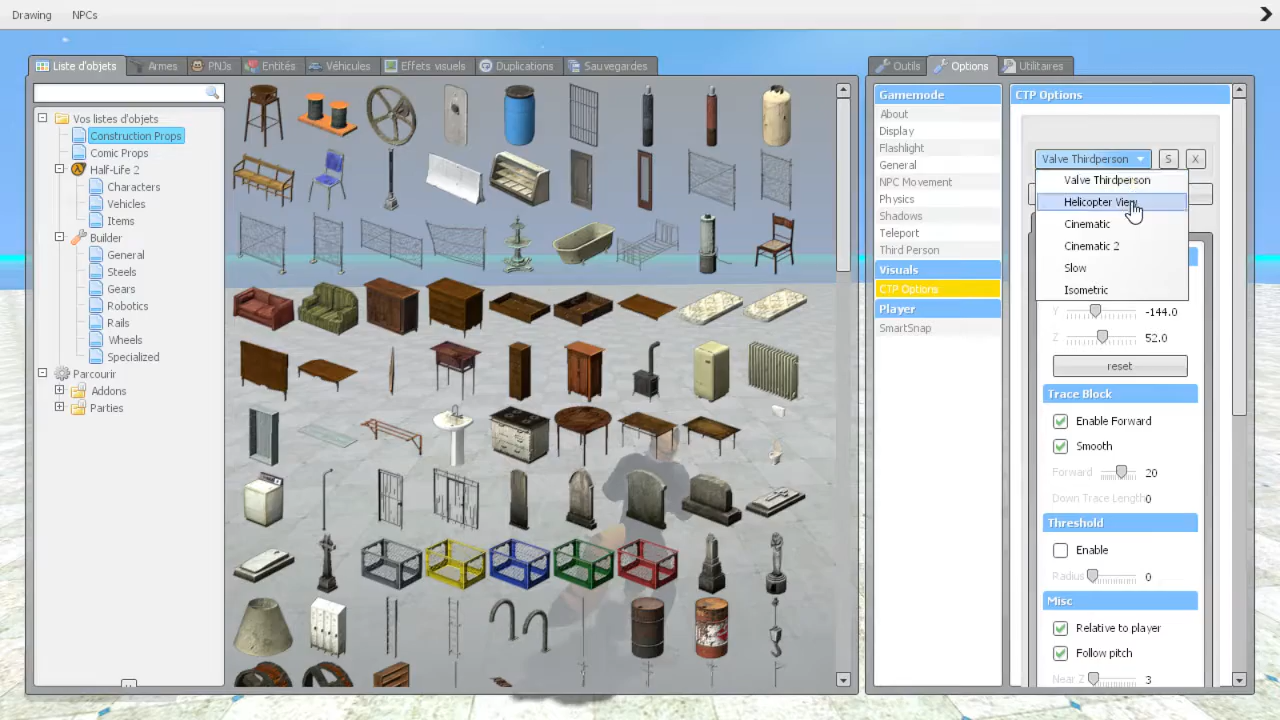 Drawing NPCs
Liste d'objets Armes PNJs Entités Véhicules Effets visuels Duplications Sauvegardes
Outils Options Utilitaires
Vos listes d'objets
Construction Props
Comic Props
Half-Life 2
Characters
Vehicles
Items
Builder
General
Steels
Gears
Robotics
Rails
Wheels
Specialized
Parcourir
Addons
Parties
Gamemode
About
Display
Flashlight
General
NPC Movement
Physics
Shadows
Teleport
Third Person
Visuals
CTP Options
Player
SmartSnap
CTP Options
Valve Thirdperson S X
Valve Thirdperson
Helicopter View
Cinematic
Cinematic 2
Slow
Isometric
Y -144.0
Z 52.0
reset
Trace Block
Enable Forward
Smooth
Forward 20
Down Trace Length 0
Threshold
Enable
Radius 0
Misc
Relative to player
Follow pitch
Near Z 3